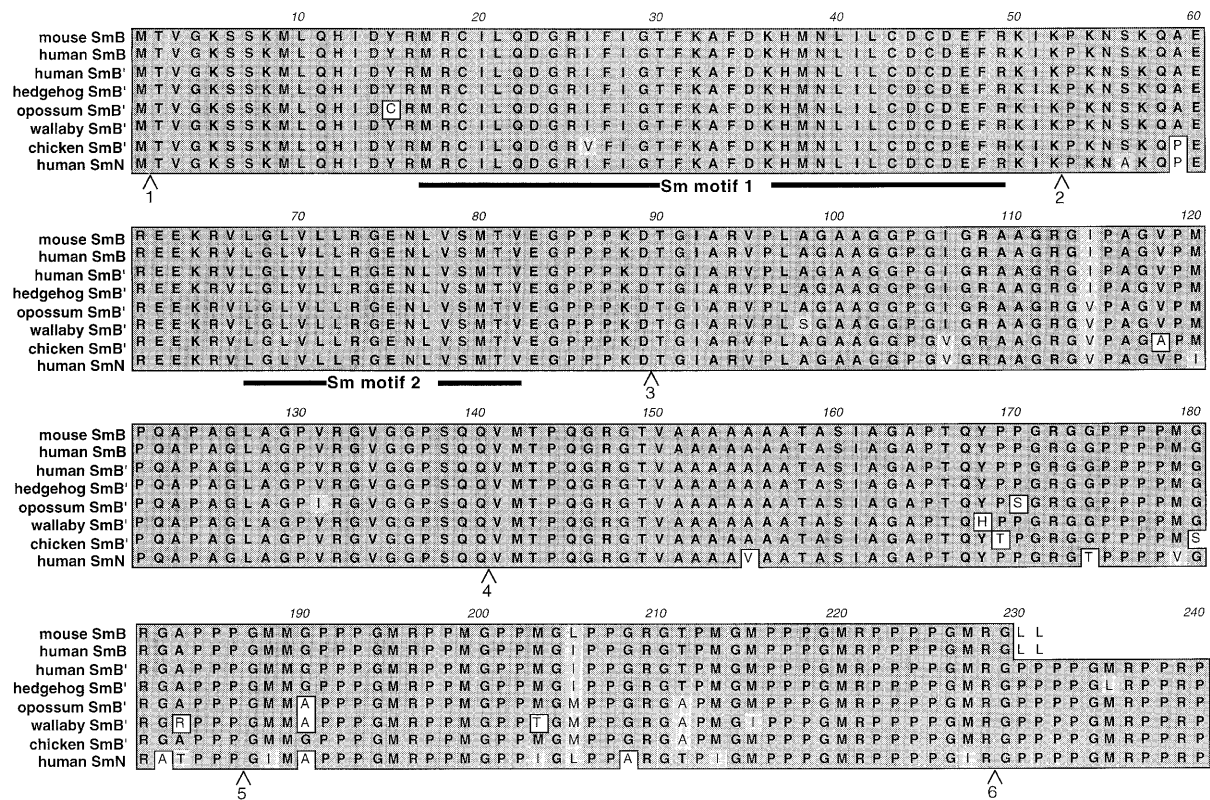 10 20 30 40 50 60
mouse SmB M T V G K S S K M L Q H I D Y R M R C I L Q D G R I F I G T F K A F D K H M N L I L C D C D E F R K I K P K N S K Q A E
human SmB M T V G K S S K M L Q H I D Y R M R C I L Q D G R I F I G T F K A F D K H M N L I L C D C D E F R K I K P K N S K Q A E
human SmB' M T V G K S S K M L Q H I D Y R M R C I L Q D G R I F I G T F K A F D K H M N L I L C D C D E F R K I K P K N S K Q A E
hedgehog SmB' M T V G K S S K M L Q H I D Y R M R C I L Q D G R I F I G T F K A F D K H M N L I L C D C D E F R K I K P K N S K Q A E
opossum SmB' M T V G K S S K M L Q H I D C R M R C I L Q D G R I F I G T F K A F D K H M N L I L C D C D E F R K I K P K N S K Q A E
wallaby SmB' M T V G K S S K M L Q H I D Y R M R C I L Q D G R I F I G T F K A F D K H M N L I L C D C D E F R K I K P K N S K Q A E
chicken SmB' M T V G K S S K M L Q H I D Y R M R C I L Q D G R V F I G T F K A F D K H M N L I L C D C D E F R K I K P K N S K Q P E
human SmN M T V G K S S K M L Q H I D Y R M R C I L Q D G R I F I G T F K A F D K H M N L I L C D C D E F R K I K P K N A K Q P E
1 Sm motif 1 2
70 80 90 100 110 120
mouse SmB R E E K R V L G L V L L R G E N L V S M T V E G P P P K D T G I A R V P L A G A A G G P G I G R A A G R G I P A G V P M
human SmB R E E K R V L G L V L L R G E N L V S M T V E G P P P K D T G I A R V P L A G A A G G P G I G R A A G R G I P A G V P M
human SmB' R E E K R V L G L V L L R G E N L V S M T V E G P P P K D T G I A R V P L A G A A G G P G I G R A A G R G I P A G V P M
hedgehog SmB' R E E K R V L G L V L L R G E N L V S M T V E G P P P K D T G I A R V P L A G A A G G P G I G R A A G R G I P A G V P M
opossum SmB' R E E K R V L G L V L L R G E N L V S M T V E G P P P K D T G I A R V P L A G A A G G P G I G R A A G R G V P A G V P M
wallaby SmB' R E E K R V L G L V L L R G E N L V S M T V E G P P P K D T G I A R V P L S G A A G G P G I G R A A G R G V P A G V P M
chicken SmB' R E E K R V L G L V L L R G E N L V S M T V E G P P P K D T G I A R V P L A G A A G G P G V G R A A G R G V P A G A P M
human SmN R E E K R V L G L V L L R G E N L V S M T V E G P P P K D T G I A R V P L A G A A G G P G V G R A A G R G V P A G V P I
Sm motif 2 3
130 140 150 160 170 180
mouse SmB P Q A P A G L A G P V R G V G G P S Q Q V M T P Q G R G T V A A A A A A A T A S I A G A P T Q Y P P G R G G P P P P M G
human SmB P Q A P A G L A G P V R G V G G P S Q Q V M T P Q G R G T V A A A A A A A T A S I A G A P T Q Y P P G R G G P P P P M G
human SmB' P Q A P A G L A G P V R G V G G P S Q Q V M T P Q G R G T V A A A A A A A T A S I A G A P T Q Y P P G R G G P P P P M G
hedgehog SmB' P Q A P A G L A G P V R G V G G P S Q Q V M T P Q G R G T V A A A A A A A T A S I A G A P T Q Y P P G R G G P P P P M G
opossum SmB' P Q A P A G L A G P I R G V G G P S Q Q V M T P Q G R G T V A A A A A A A T A S I A G A P T Q Y P S G R G G P P P P M G
wallaby SmB' P Q A P A G L A G P V R G V G G P S Q Q V M T P Q G R G T V A A A A A A A T A S I A G A P T Q H P P G R G G P P P P M G
chicken SmB' P Q A P A G L A G P V R G V G G P S Q Q V M T P Q G R G T V A A A A A A A T A S I A G A P T Q Y T P G R G G P P P P M S
human SmN P Q A P A G L A G P V R G V G G P S Q Q V M T P Q G R G T V A A A A V A A T A S I A G A P T Q Y P P G R G T P P P P V G
4
190 200 210 220 230 240
mouse SmB R G A P P P G M M G P P P G M R P P M G P P M G L P P G R G T P M G M P P P G M R P P P P G M R G L L
human SmB R G A P P P G M M G P P P G M R P P M G P P M G I P P G R G T P M G M P P P G M R P P P P G M R G L L
human SmB' R G A P P P G M M G P P P G M R P P M G P P M G I P P G R G T P M G M P P P G M R P P P P G M R G P P P P G M R P P R P
hedgehog SmB' R G A P P P G M M G P P P G M R P P M G P P M G I P P G R G T P M G M P P P G M R P P P P G M R G P P P P G L R P P R P
opossum SmB' R G A P P P G M M A P P P G M R P P M G P P M G M P P G R G A P M G M P P P G M R P P P P G M R G P P P P G M R P P R P
wallaby SmB' R G R P P P G M M A P P P G M R P P M G P P T G M P P G R G A P M G I P P P G M R P P P P G M R G P P P P G M R P P R P
chicken SmB' R G A P P P G M M G P P P G M R P P M G P P M G M P P G R G A P M G M P P P G M R P P P P G M R G P P P P G M R P P R P
human SmN R A T P P P G I M A P P P G M R P P M G P P I G L P P A R G T P I G M P P P G M R P P P P G I R G P P P P G M R P P R P
5 6